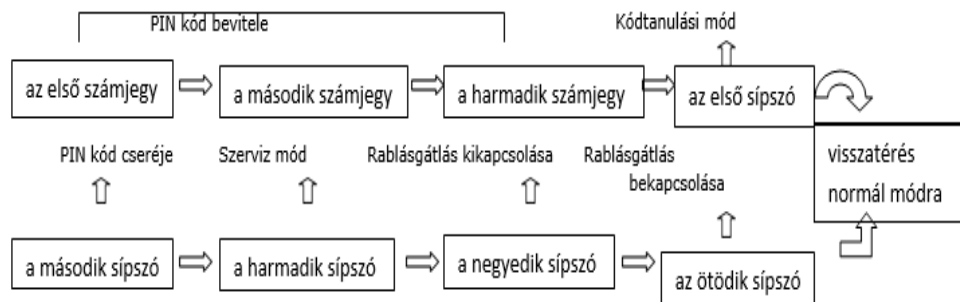 PIN kód bevitele
Kódtanulási mód
az első számjegy
a második számjegy
a harmadik számjegy
az első sípszó
PIN kód cseréje
Szerviz mód
Rablásgátlás kikapcsolása
Rablásgátlás
bekapcsolása
visszatérés
normál módra
a második sípszó
a harmadik sípszó
a negyedik sípszó
az ötödik sípszó